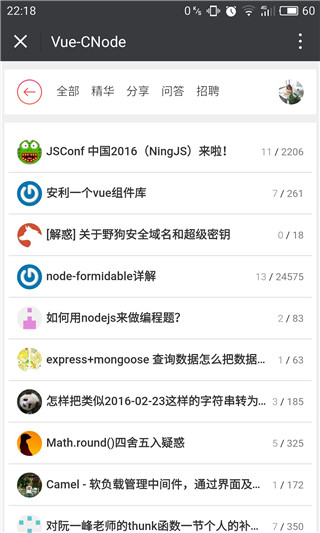 22:18 0 K/s 60
Vue-CNode
全部 精华 分享 问答 招聘
JSConf 中国2016（NingJS）来啦！ 11 / 2206
安利一个vue组件库 7 / 261
[解惑] 关于野狗安全域名和超级密钥 0 / 18
node-formidable详解 13 / 24575
如何用nodejs来做编程题？ 2 / 83
express+mongoose 查询数据怎么把数据… 1 / 63
怎样把类似2016-02-23这样的字符串转为… 3 / 185
Math.round()四舍五入疑惑 5 / 325
Camel - 软负载管理中间件，通过界面及… 1 / 172
对阮一峰老师的thunk函数一节个人的补… 7 / 350